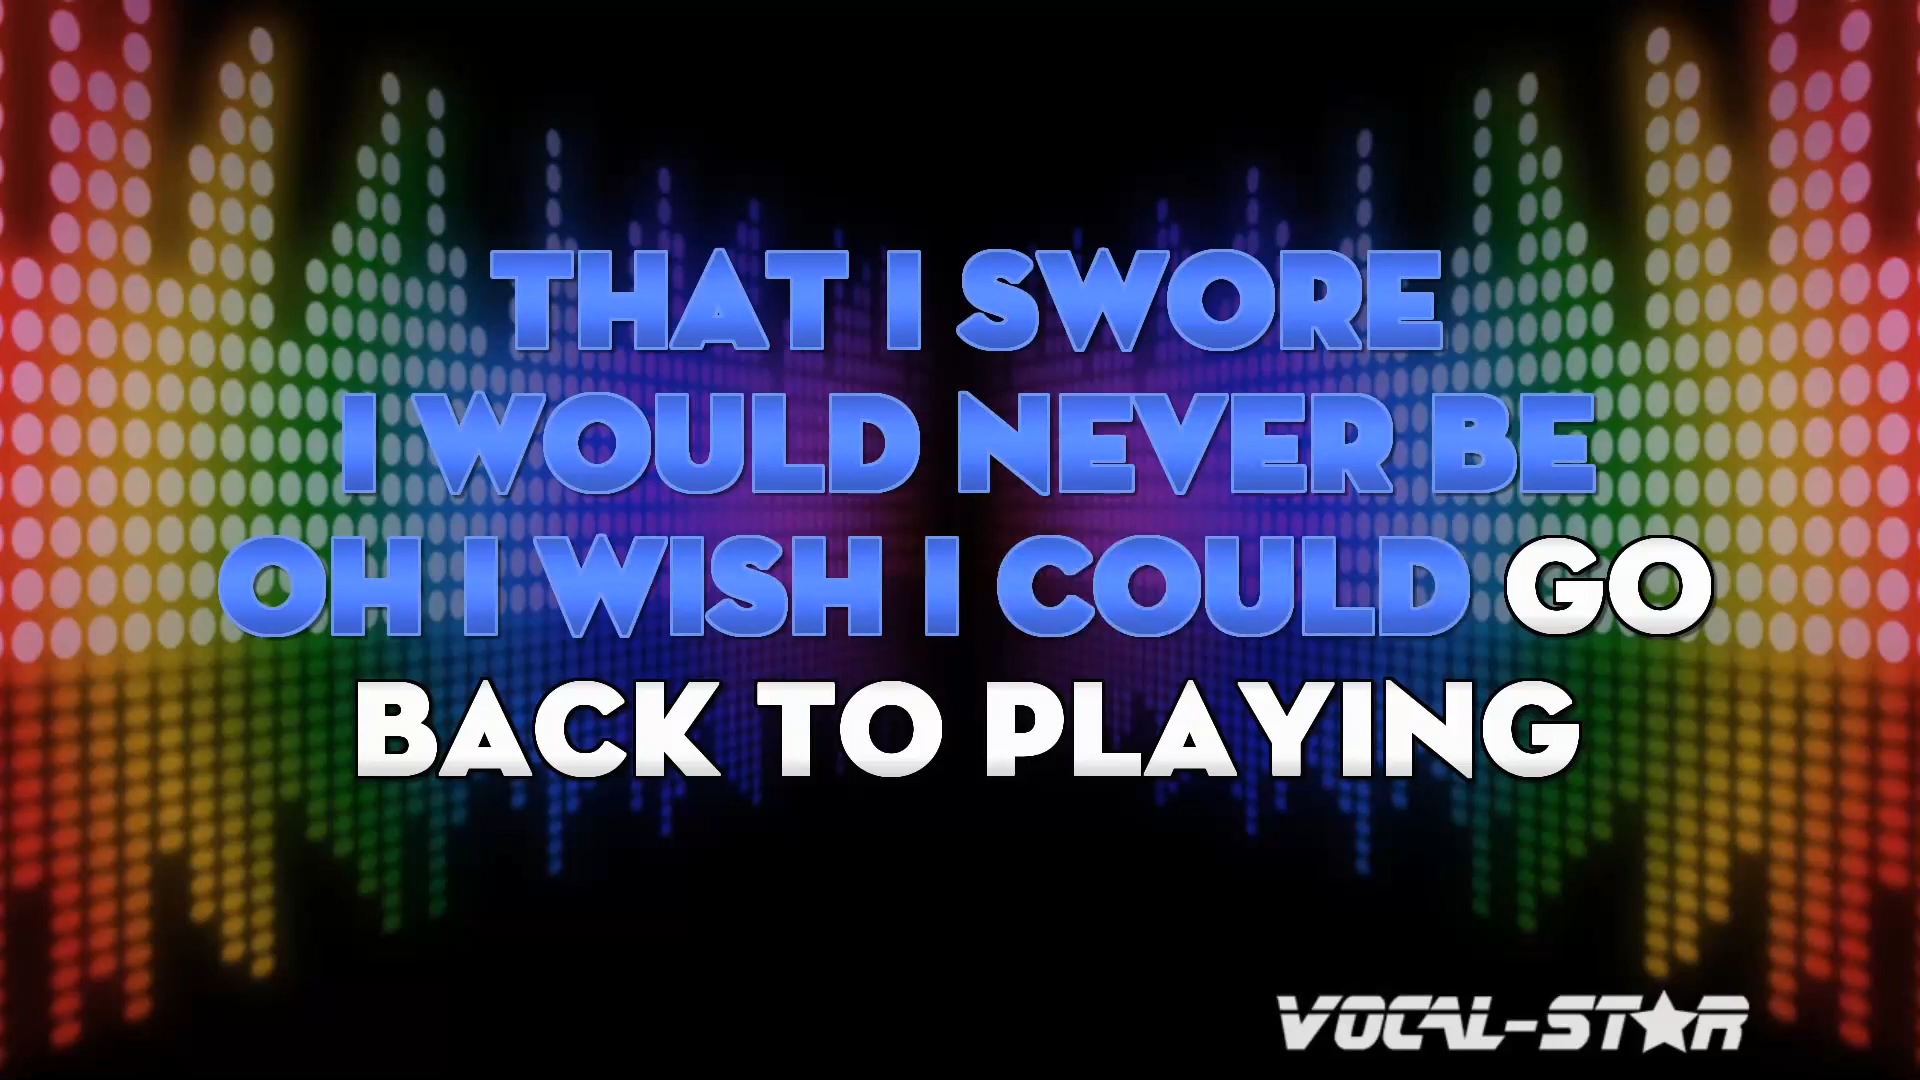 THAT I SWORE
I WOULD NEVER BE
OH I WISH I COULD GO
BACK TO PLAYING
VOCAL-STAR